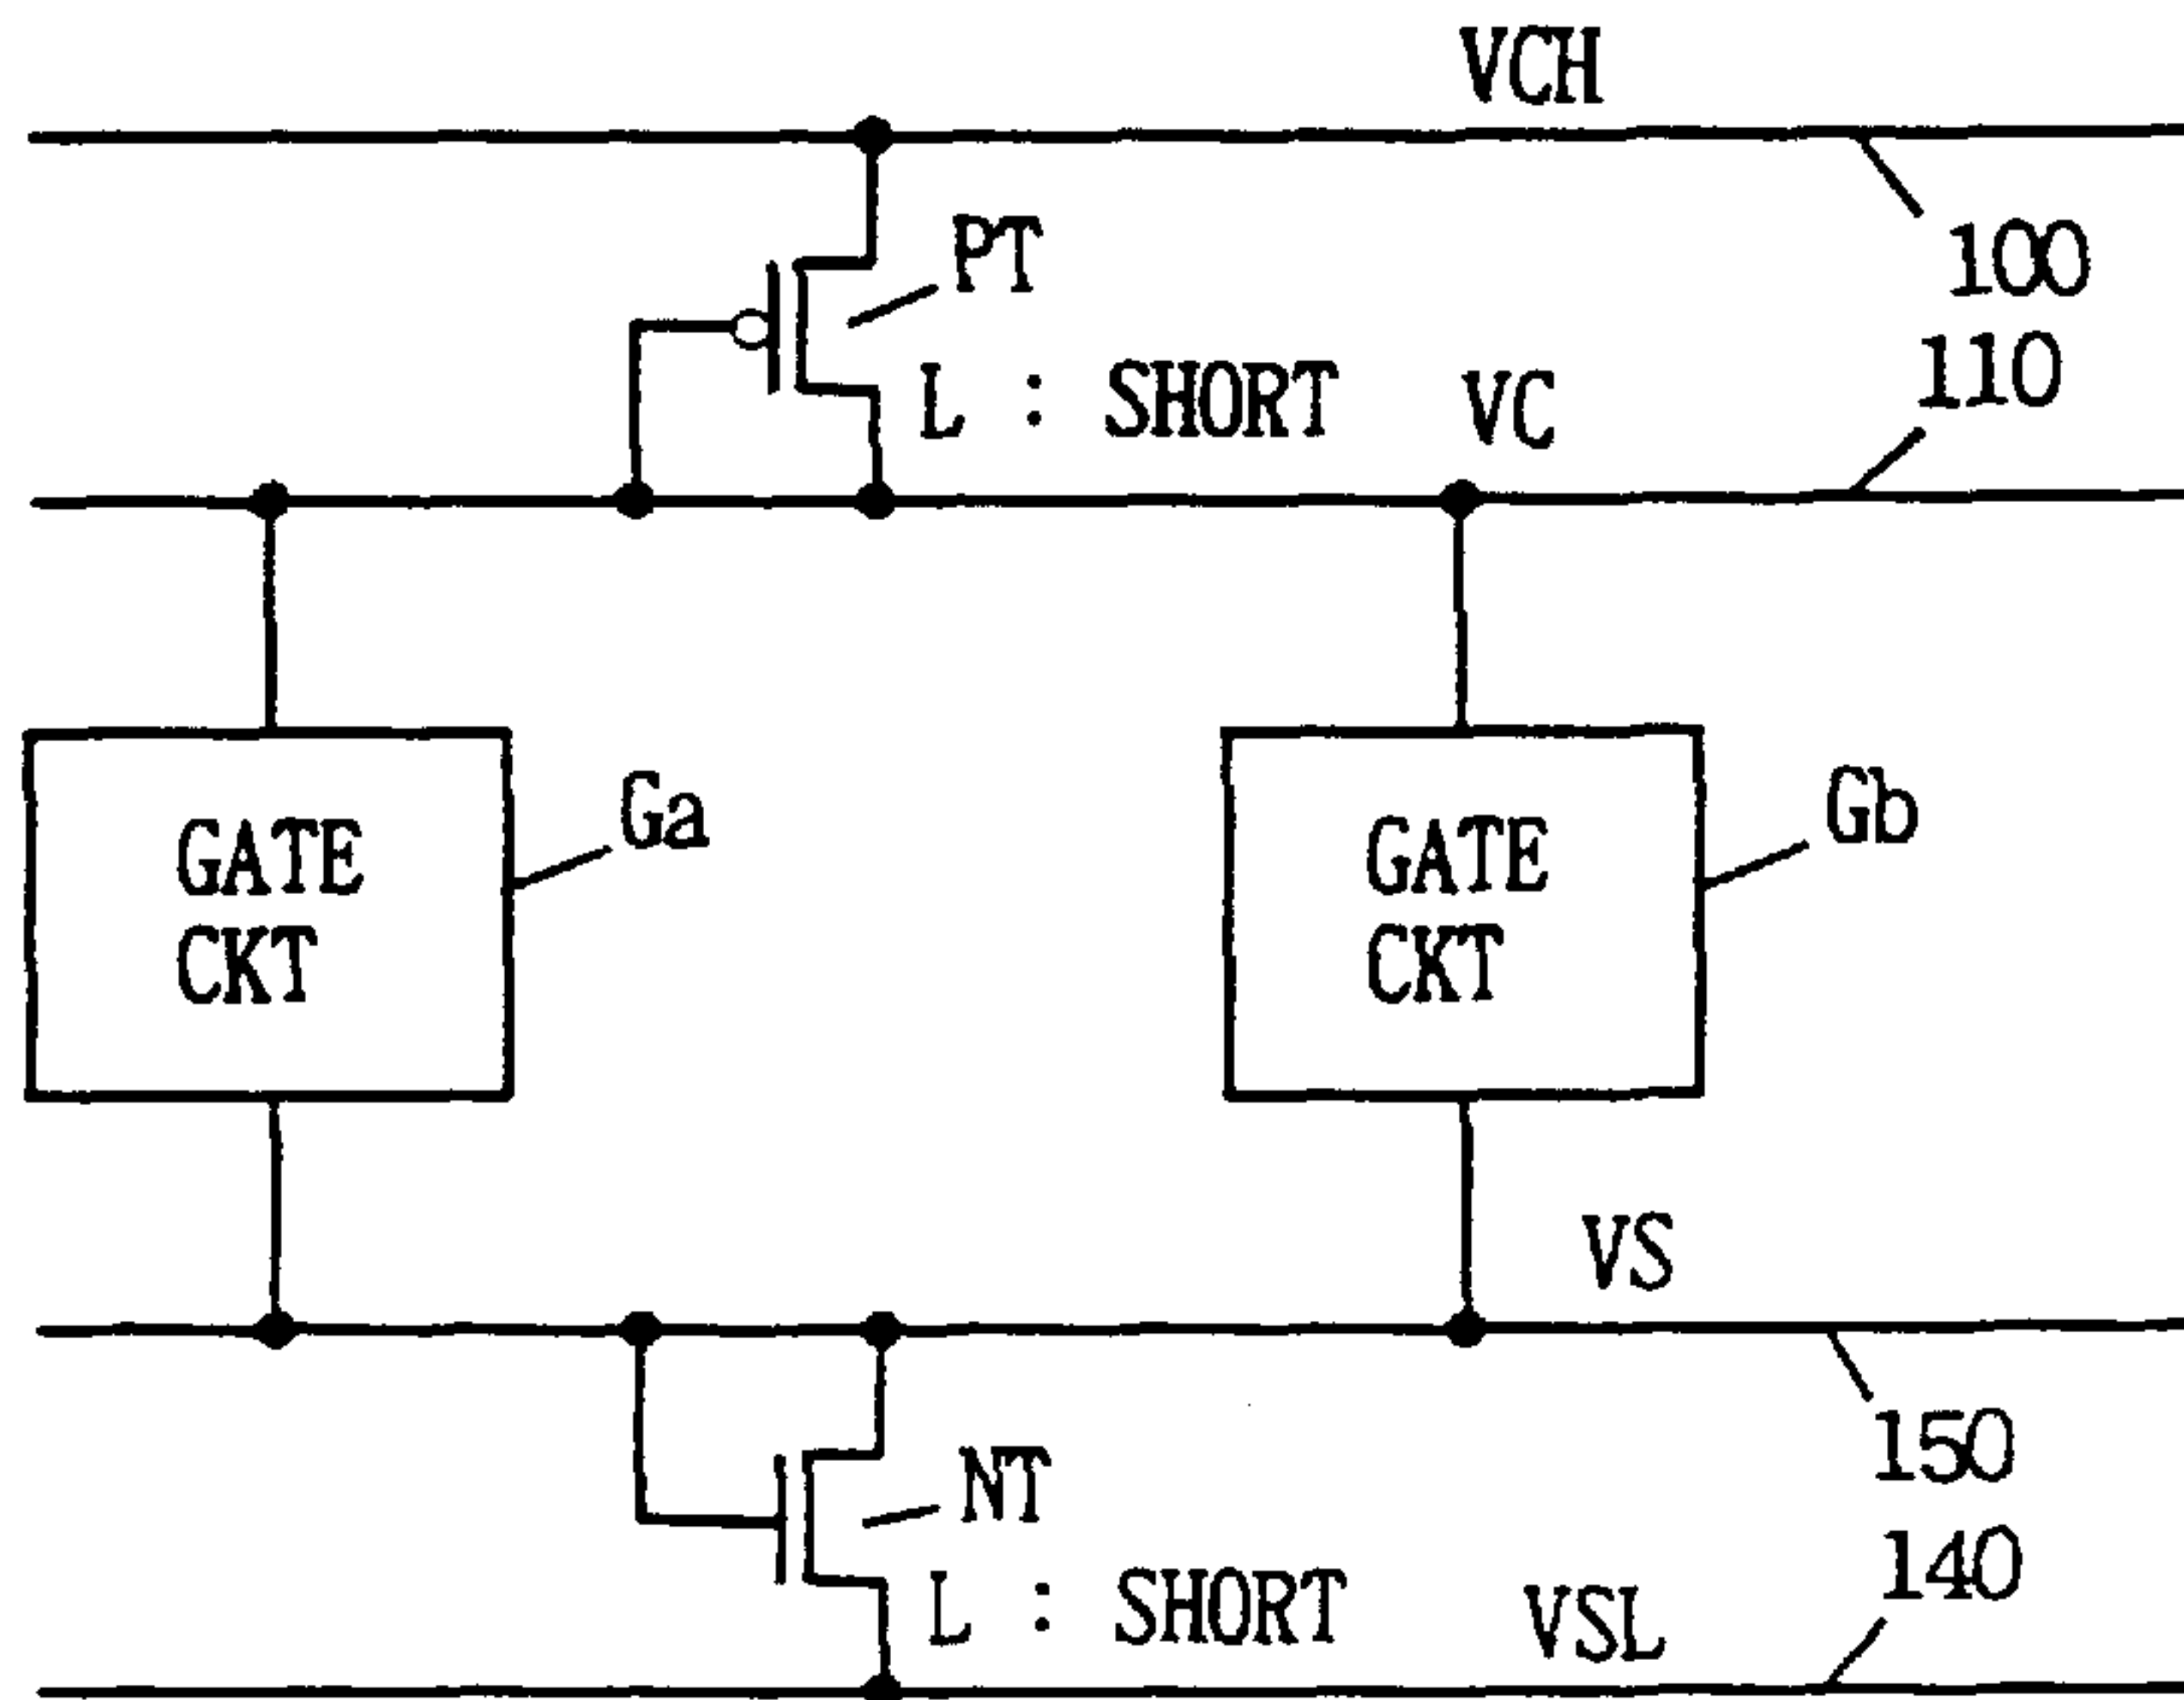 VCH
100
PT
110
L : SHORT
VC
GATE
CKT
Ga
GATE
CKT
Gb
VS
150
NT
140
L : SHORT
VSL